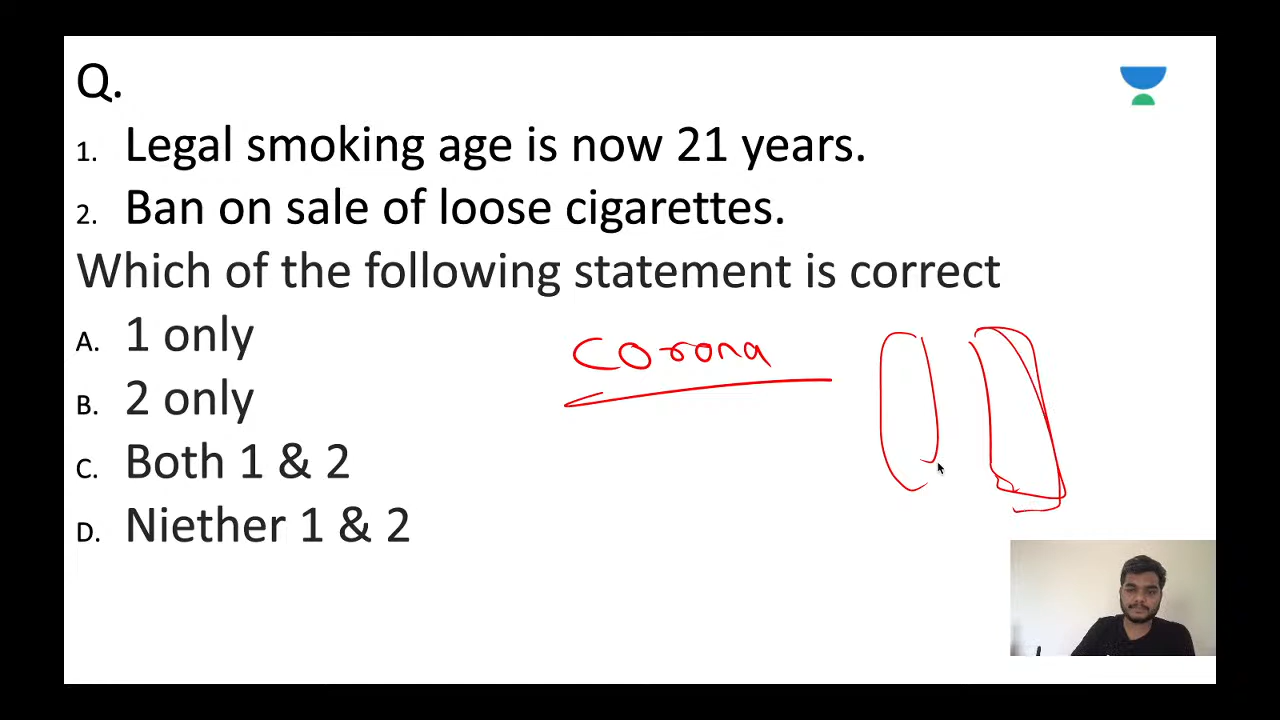 Q.
1. Legal smoking age is now 21 years.
2. Ban on sale of loose cigarettes.
Which of the following statement is correct
A. 1 only
B. 2 only
C. Both 1 & 2
D. Niether 1 & 2
corona